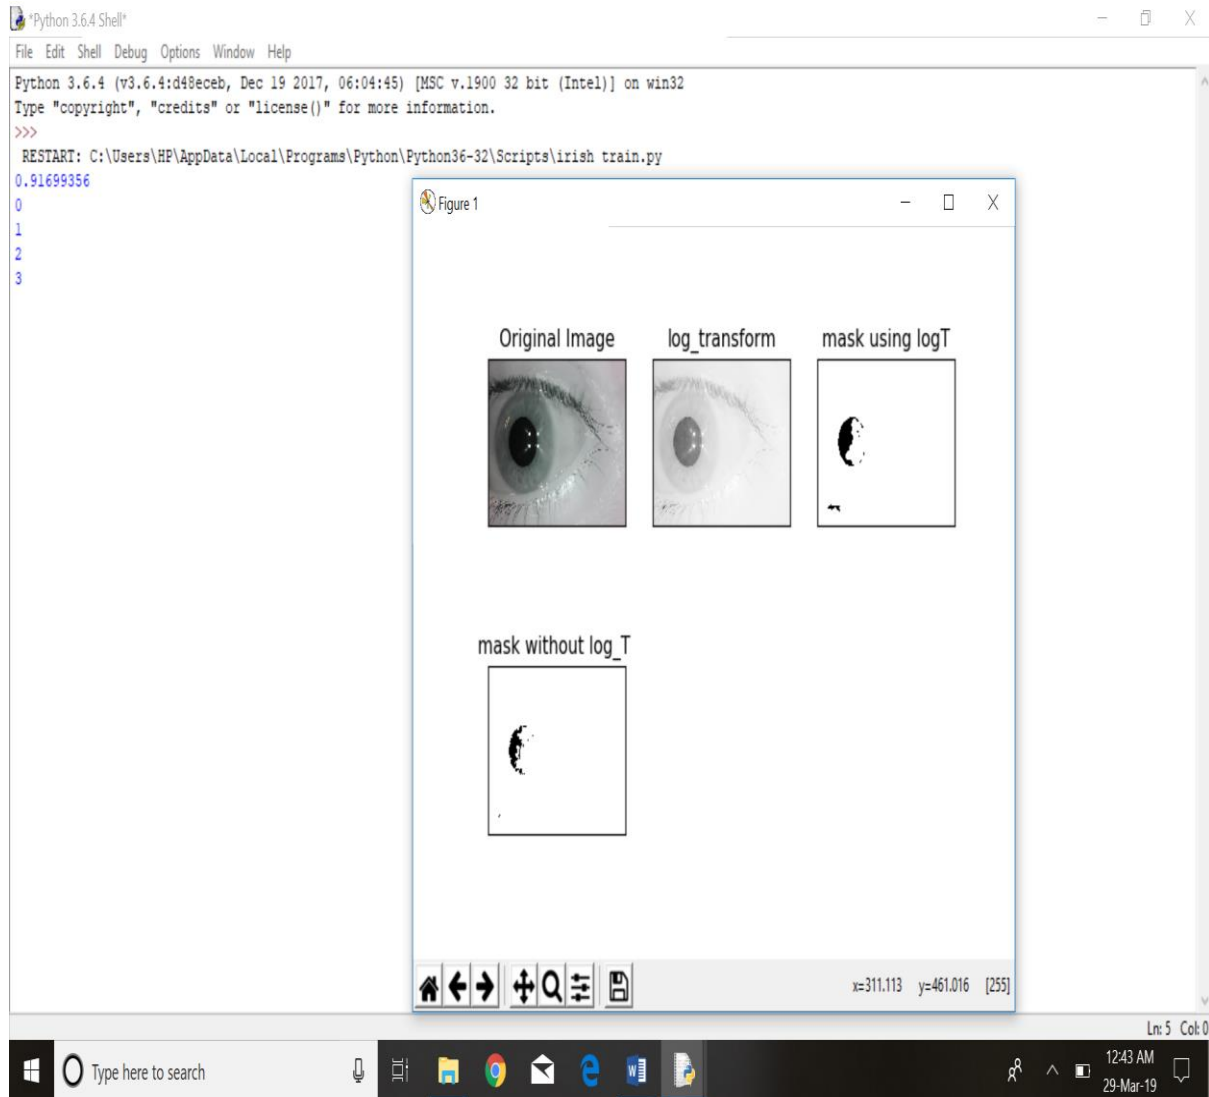 *Python 3.6.4 Shell*
File Edit Shell Debug Options Window Help
Python 3.6.4 (v3.6.4:d48eceb, Dec 19 2017, 06:04:45) [MSC v.1900 32 bit (Intel)] on win32
Type "copyright", "credits" or "license()" for more information.
>>>
RESTART: C:\Users\HP\AppData\Local\Programs\Python\Python36-32\Scripts\irish train.py
0.91699356
0
1
2
3
Figure 1
Original Image log_transform mask using logT
mask without log_T
x=311.113 y=461.016 [255]
Ln: 5 Col: 0
Type here to search
12:43 AM
29-Mar-19